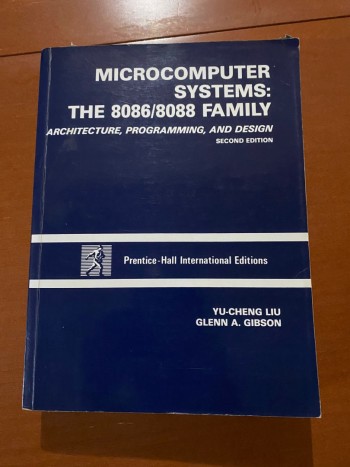 MICROCOMPUTER
SYSTEMS:
THE 8086/8088 FAMILY
ARCHITECTURE, PROGRAMMING, AND DESIGN
SECOND EDITION
Prentice-Hall International Editions
YU-CHENG LIU
GLENN A. GIBSON